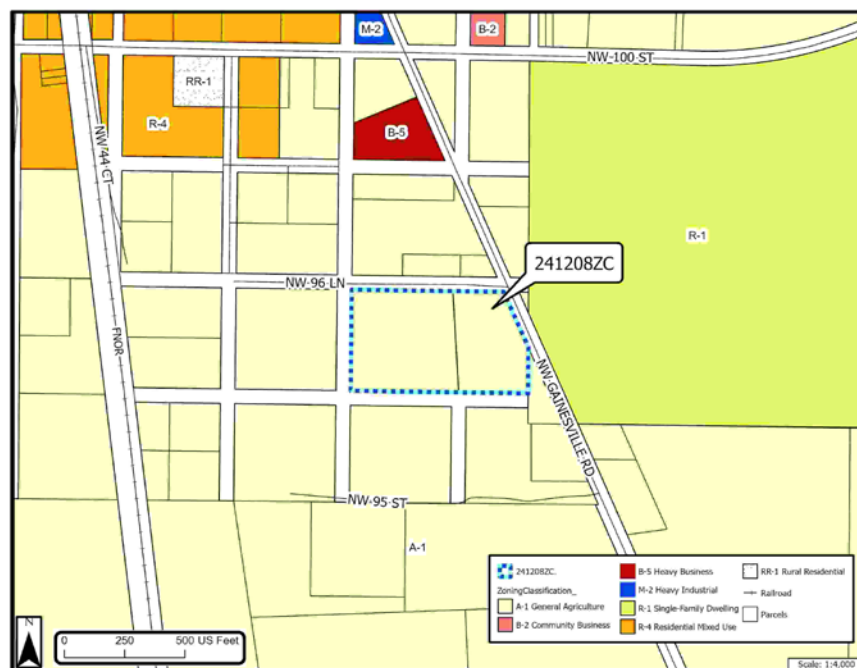 M-2
B-2
NW 100 ST
RR-1
R-4
B-5
NW 44 CT
R-1
241208ZC
NW 96 LN
FNOR
NW GAINESVILLE RD
NW 95 ST
A-1
241208ZC.
ZoningClassification_
A-1 General Agriculture
B-2 Community Business
B-5 Heavy Business
M-2 Heavy Industrial
R-1 Single-Family Dwelling
R-4 Residential Mixed Use
RR-1 Rural Residential
Railroad
Parcels
N
0 250 500 US Feet
Scale: 1:4,000